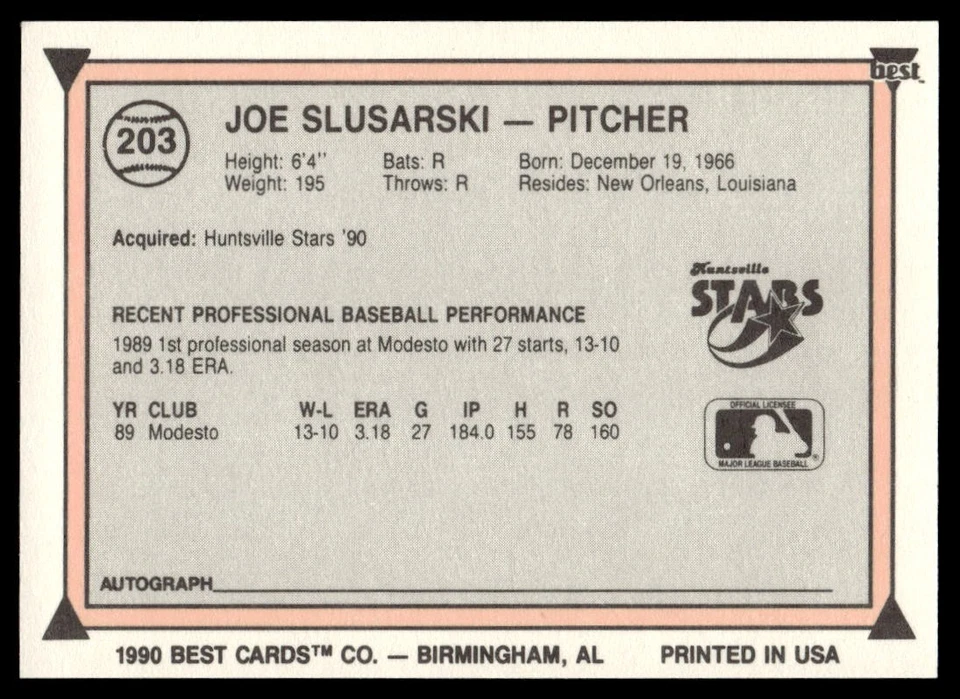 best
203
JOE SLUSARSKI — PITCHER
Height: 6'4" Bats: R Born: December 19, 1966
Weight: 195 Throws: R Resides: New Orleans, Louisiana
Acquired: Huntsville Stars '90
Huntsville
STARS
RECENT PROFESSIONAL BASEBALL PERFORMANCE
1989 1st professional season at Modesto with 27 starts, 13-10
and 3.18 ERA.
YR CLUB W-L ERA G IP H R SO
89 Modesto 13-10 3.18 27 184.0 155 78 160
OFFICIAL LICENSEE
MAJOR LEAGUE BASEBALL ®
AUTOGRAPH
1990 BEST CARDS™ CO. — BIRMINGHAM, AL PRINTED IN USA